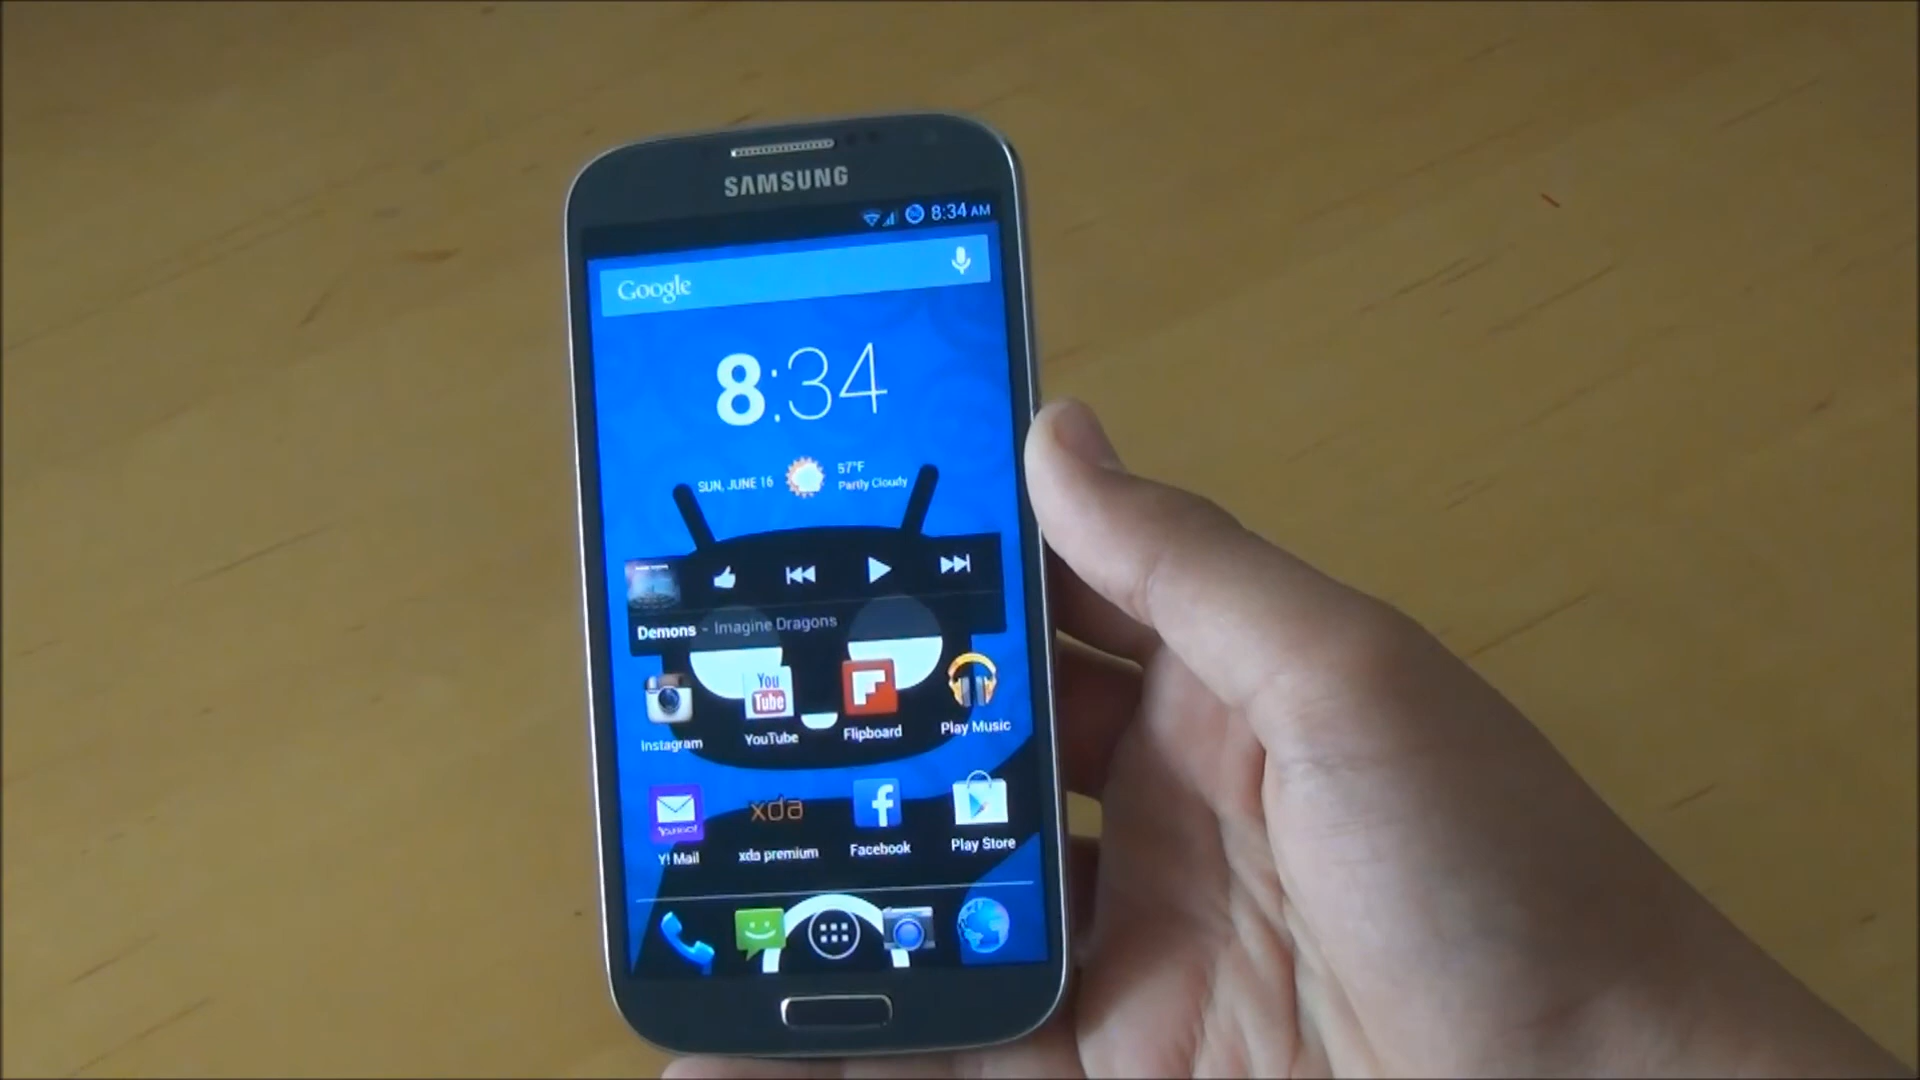 SAMSUNG
8:34 AM
Google
8:34
SUN, JUNE 16
57°F
Partly Cloudy
Demons - Imagine Dragons
You
Tube
Instagram
YouTube
Flipboard
Play Music
YAHOO!
xda
f
Y! Mail
xda premium
Facebook
Play Store